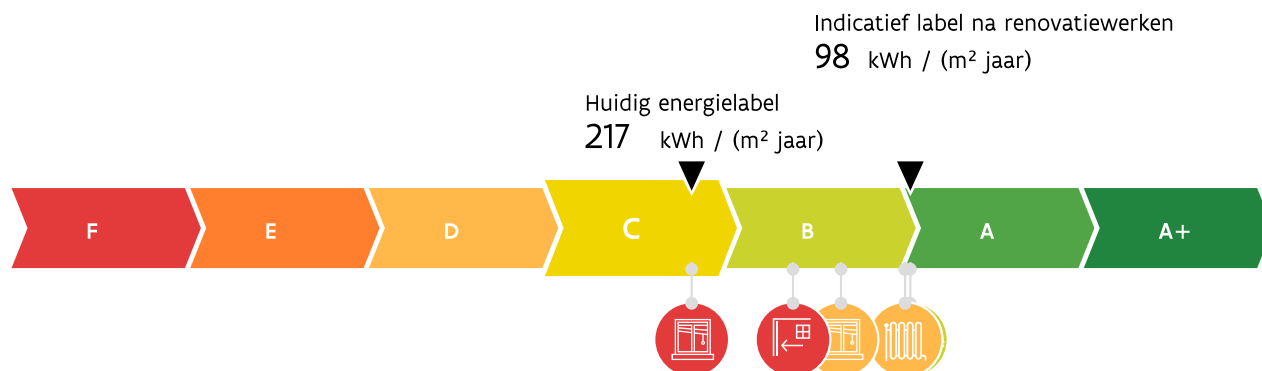 Indicatief label na renovatiewerken
98 kWh / (m² jaar)
Huidig energielabel
217 kWh / (m² jaar)
F E D C B A A+